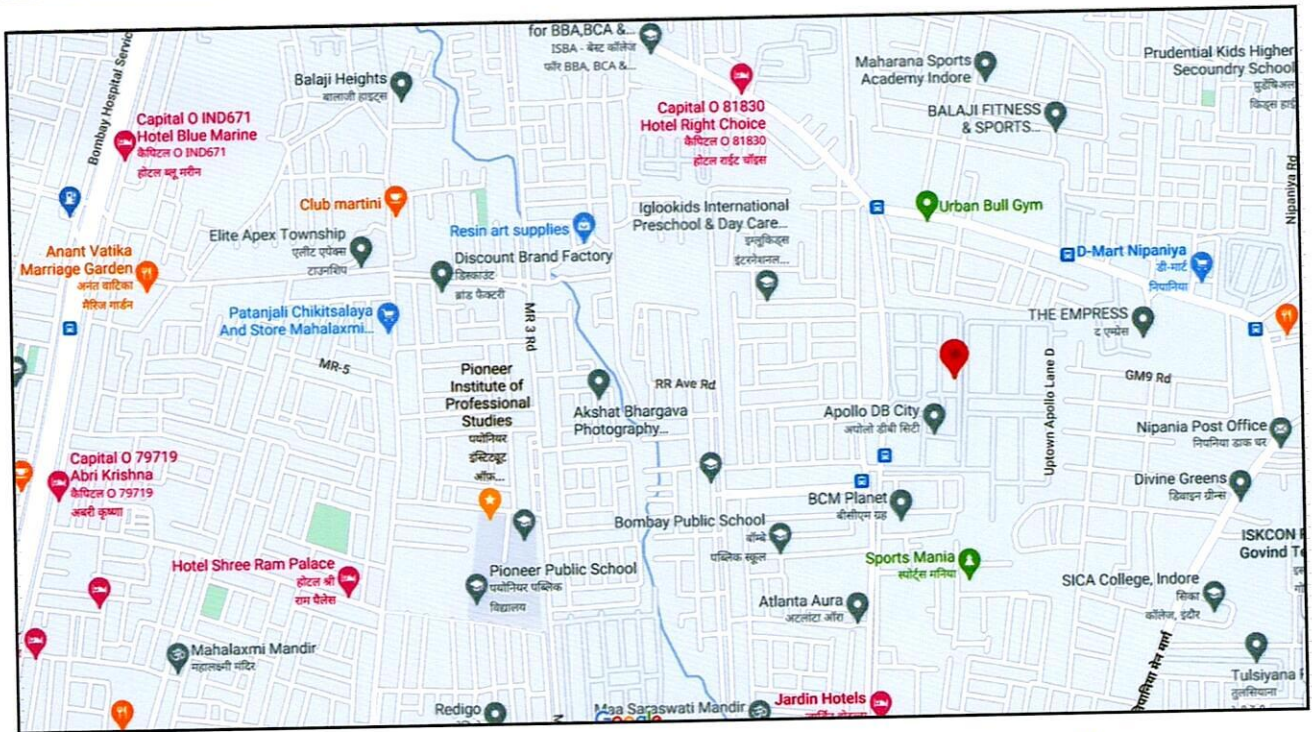 for BBA,BCA &...
ISBA - बेस्ट कॉलेज
फॉर BBA, BCA &...
Bombay Hospital Servic
Balaji Heights
बालाजी हाइट्स
Capital O IND671
Hotel Blue Marine
कैपिटल O IND671
होटल ब्लू मरीन
Capital O 81830
Hotel Right Choice
कैपिटल O 81830
होटल राईट चॉइस
Maharana Sports
Academy Indore
BALAJI FITNESS
& SPORTS...
Prudential Kids Higher
Secoundry School
Nipaniya Rd
Club martini
Elite Apex Township
एलीट एपेक्स
टाउनशिप
Resin art supplies
Discount Brand Factory
डिस्काउंट
ब्रांड फैक्टरी
Iglookids International
Preschool & Day Care...
इग्लूकिड्स
इंटरनेशनल...
Urban Bull Gym
D-Mart Nipaniya
डी-मार्ट
निपानिया
Anant Vatika
Marriage Garden
अनंत वाटिका
मैरिज गार्डन
Patanjali Chikitsalaya
And Store Mahalaxmi...
MR 3 Rd
MR-5
THE EMPRESS
द एम्प्रेस
Pioneer
Institute of
Professional
Studies
पयोनियर
इंस्टिट्यूट
ऑफ़...
RR Ave Rd
Akshat Bhargava
Photography...
Apollo DB City
अपोलो डीबी सिटी
Uptown Apollo Lane D
GM9 Rd
Nipania Post Office
निपनिया डाक घर
Capital O 79719
Abri Krishna
कैपिटल O 79719
अबरी कृष्णा
Divine Greens
डिवाइन ग्रीन्स
BCM Planet
बीसीएम ग्रह
Bombay Public School
बॉम्बे
पब्लिक स्कूल
ISKCON
Govind
Sports Mania
स्पोर्ट्स मनिया
Hotel Shree Ram Palace
होटल श्री
राम पैलेस
Pioneer Public School
पयोनियर पब्लिक
विद्यालय
SICA College, Indore
सिका
कॉलेज, इंदौर
Atlanta Aura
अटलांटा ऑरा
Mahalaxmi Mandir
महालक्ष्मी मंदिर
Tulsiyana
तुलसियाना
Redigo
Maa Saraswati Mandir
Jardin Hotels
Google